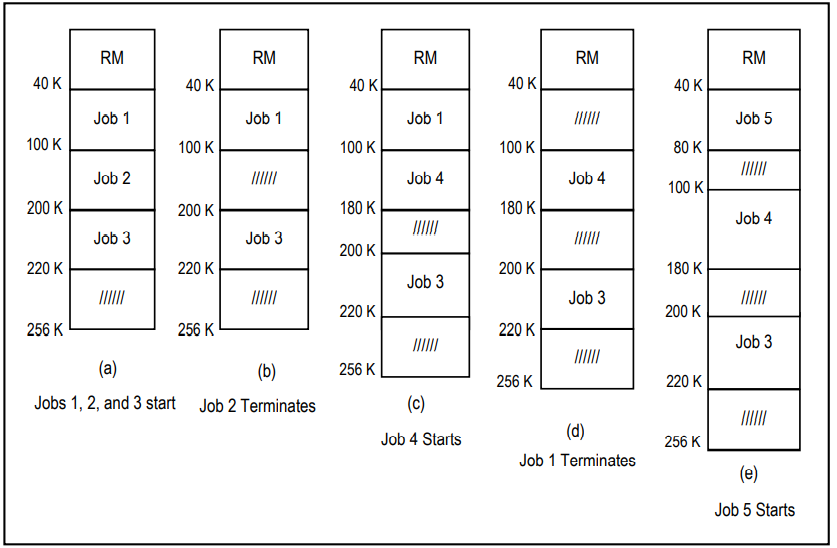 RM
40 K
Job 1
100 K
Job 2
200 K
Job 3
220 K
//////
256 K
(a)
Jobs 1, 2, and 3 start
RM
40 K
Job 1
100 K
//////
200 K
Job 3
220 K
//////
256 K
(b)
Job 2 Terminates
RM
40 K
Job 1
100 K
Job 4
180 K
//////
200 K
Job 3
220 K
//////
256 K
(c)
Job 4 Starts
RM
40 K
//////
100 K
Job 4
180 K
//////
200 K
Job 3
220 K
//////
256 K
(d)
Job 1 Terminates
RM
40 K
Job 5
80 K
//////
100 K
Job 4
180 K
//////
200 K
Job 3
220 K
//////
256 K
(e)
Job 5 Starts